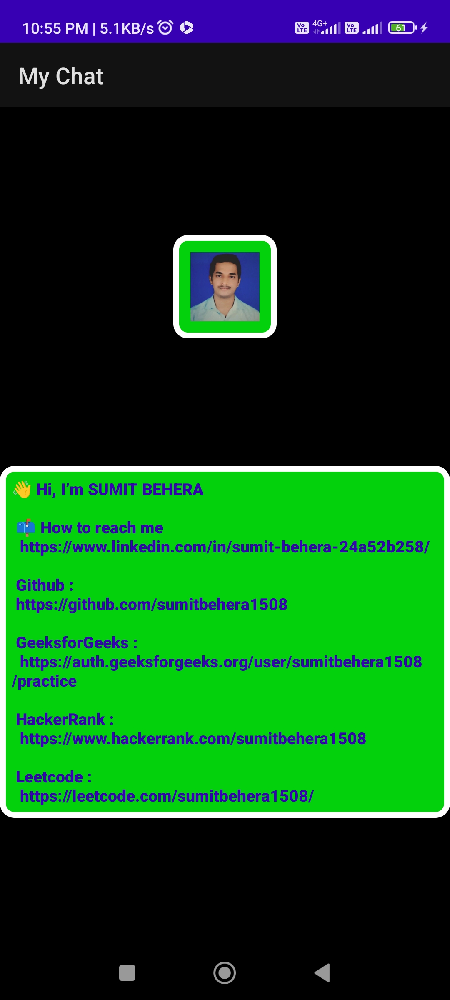 10:55 PM | 5.1KB/s Vo LTE 4G+ Vo LTE 61
My Chat
👋 Hi, I’m SUMIT BEHERA
📫 How to reach me
https://www.linkedin.com/in/sumit-behera-24a52b258/
Github :
https://github.com/sumitbehera1508
GeeksforGeeks :
https://auth.geeksforgeeks.org/user/sumitbehera1508
/practice
HackerRank :
https://www.hackerrank.com/sumitbehera1508
Leetcode :
https://leetcode.com/sumitbehera1508/